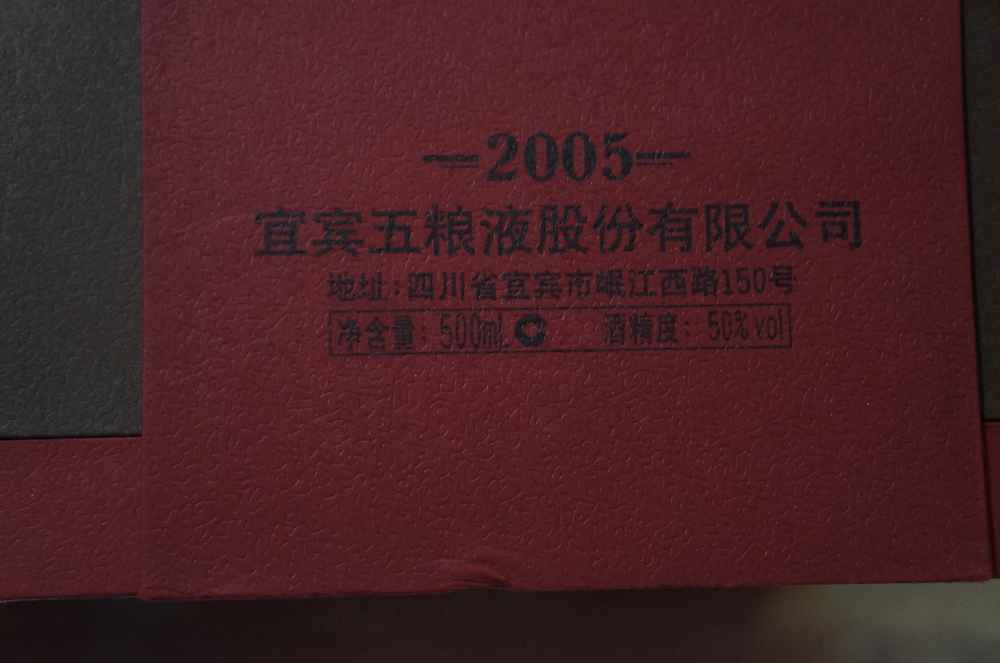 —2005—
宜宾五粮液股份有限公司
地址:四川省宜宾市岷江西路150号
净含量: 500ml 酒精度: 50%vol